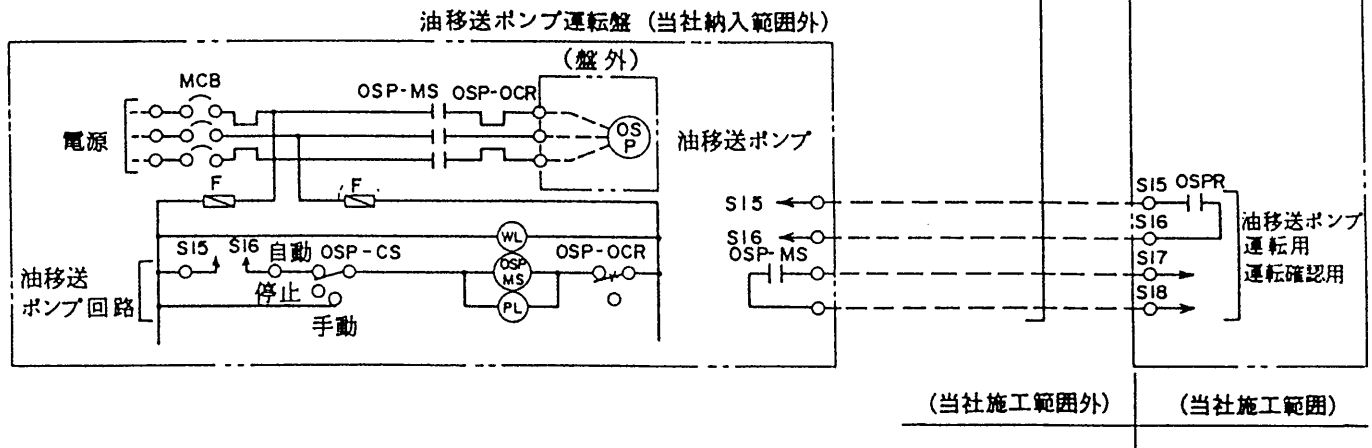 油移送ポンプ運転盤 (当社納入範囲外)
(盤外)
MCB
OSP-MS OSP-OCR
電源
OS
P
油移送ポンプ
F
F
S15
S15 OSPR
WL
S16
S16
油移送ポンプ
運転用
S15 S16 自動 OSP-CS
OSP
MS
OSP-OCR
OSP-MS
S17
運転確認用
油移送
ポンプ回路
停止
PL
S18
手動
(当社施工範囲外) (当社施工範囲)